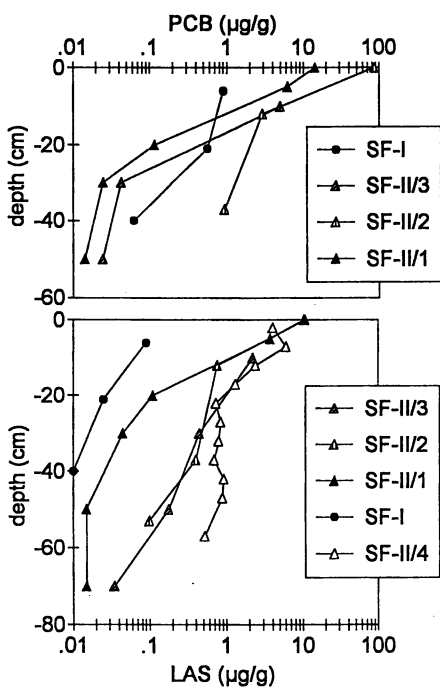 PCB (µg/g)
.01 0.1 1 10 100
0
-20
-40
-60
depth (cm)
SF-I
SF-II/3
SF-II/2
SF-II/1
0
-20
-40
-60
-80
depth (cm)
SF-II/3
SF-II/2
SF-II/1
SF-I
SF-II/4
.01 0.1 1 10 100
LAS (µg/g)